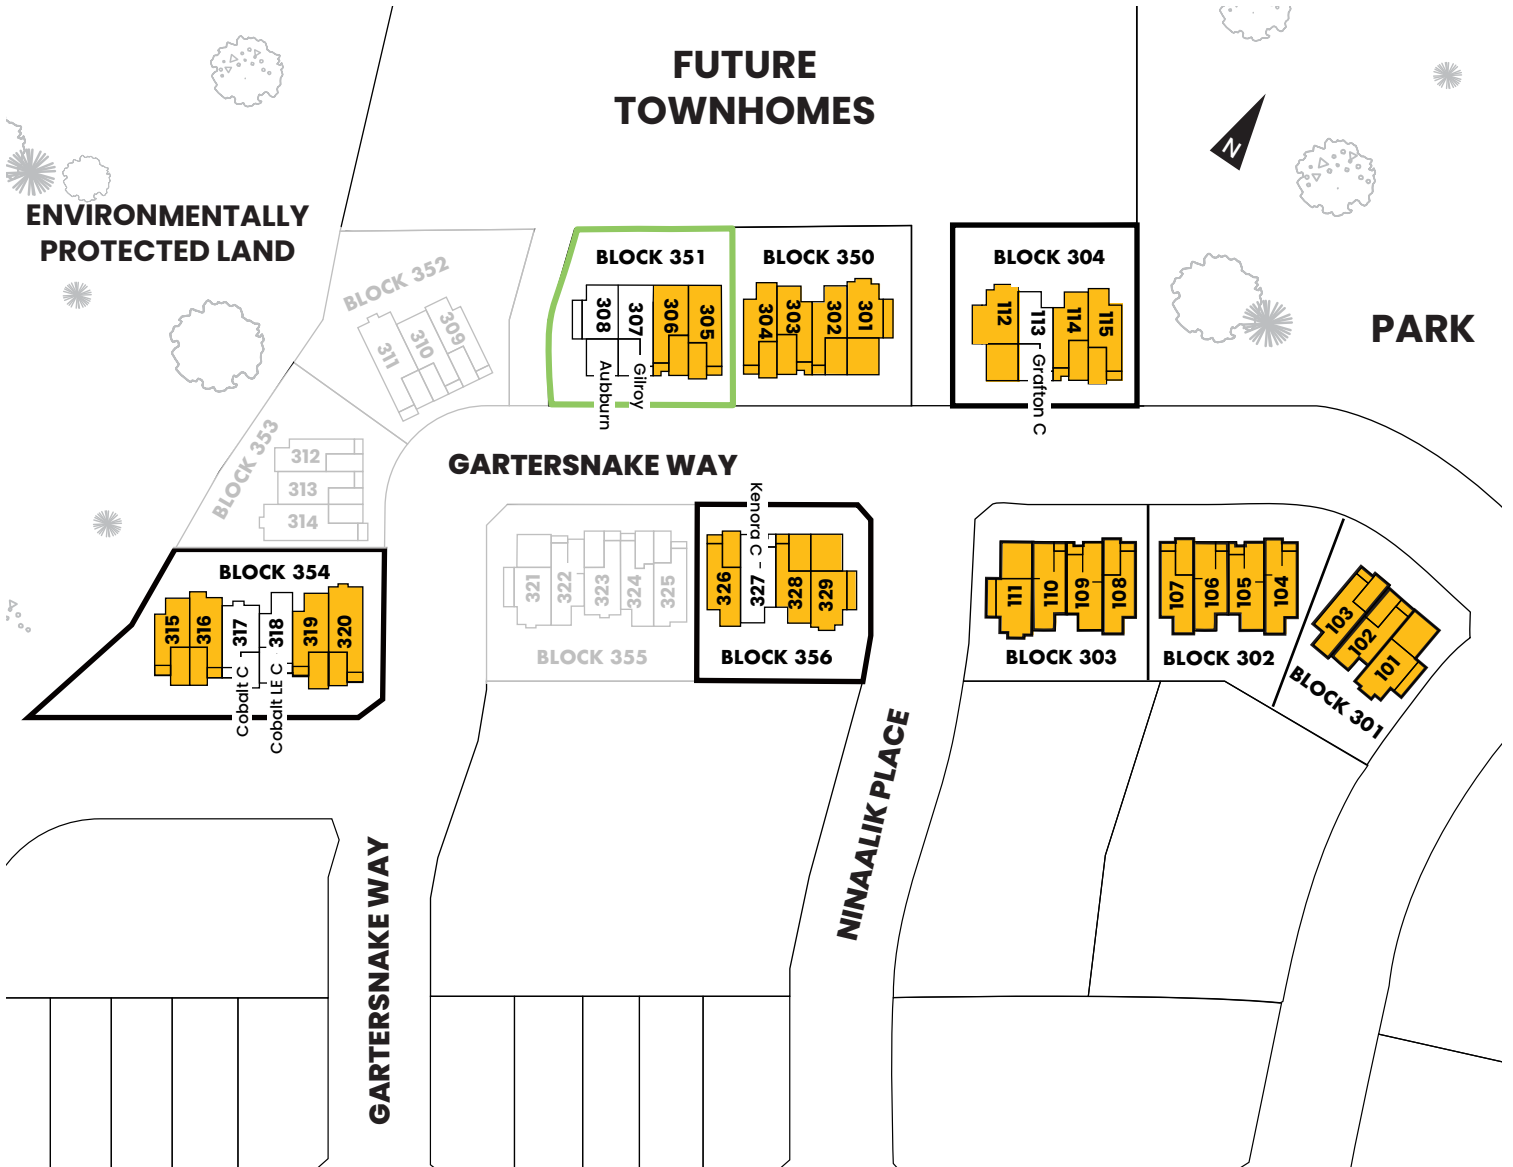 FUTURE
TOWNHOMES
N
ENVIRONMENTALLY
PROTECTED LAND
PARK
BLOCK 352
311
310
309
BLOCK 351
308
307
306
305
Aubburn
Gilroy
BLOCK 350
304
303
302
301
BLOCK 304
112
113
114
115
Grafton C
BLOCK 353
312
313
314
GARTERSNAKE WAY
BLOCK 354
315
316
317
318
319
320
Cobalt C
Cobalt LE C
321
322
323
324
325
BLOCK 355
Kenora C
326
327
328
329
BLOCK 356
111
110
109
108
BLOCK 303
107
106
105
104
BLOCK 302
103
102
101
BLOCK 301
NINAALIK PLACE
GARTERSNAKE WAY